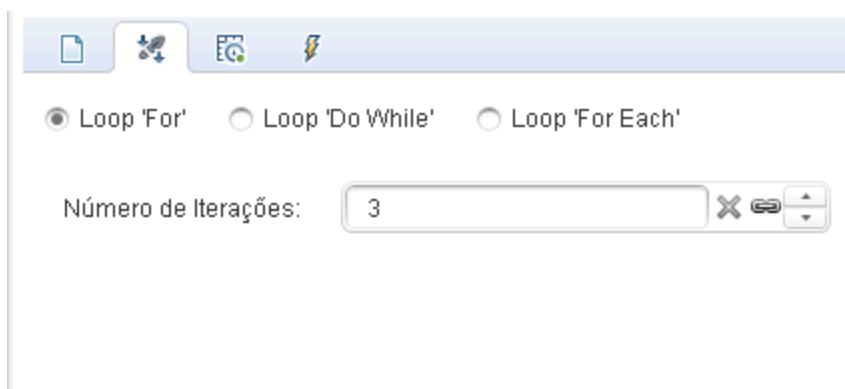 Loop 'For' Loop 'Do While' Loop 'For Each'
Número de Iterações: 3